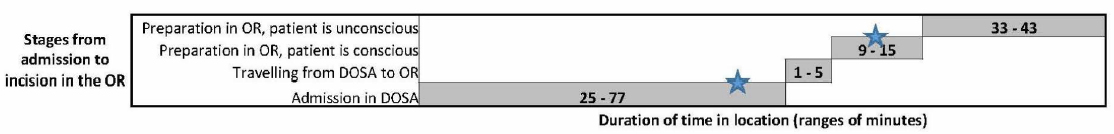 Stages from
admission to
incision in the OR
Preparation in OR, patient is unconscious
33 - 43
Preparation in OR, patient is conscious
9 - 15
Travelling from DOSA to OR
1 - 5
Admission in DOSA
25 - 77
Duration of time in location (ranges of minutes)